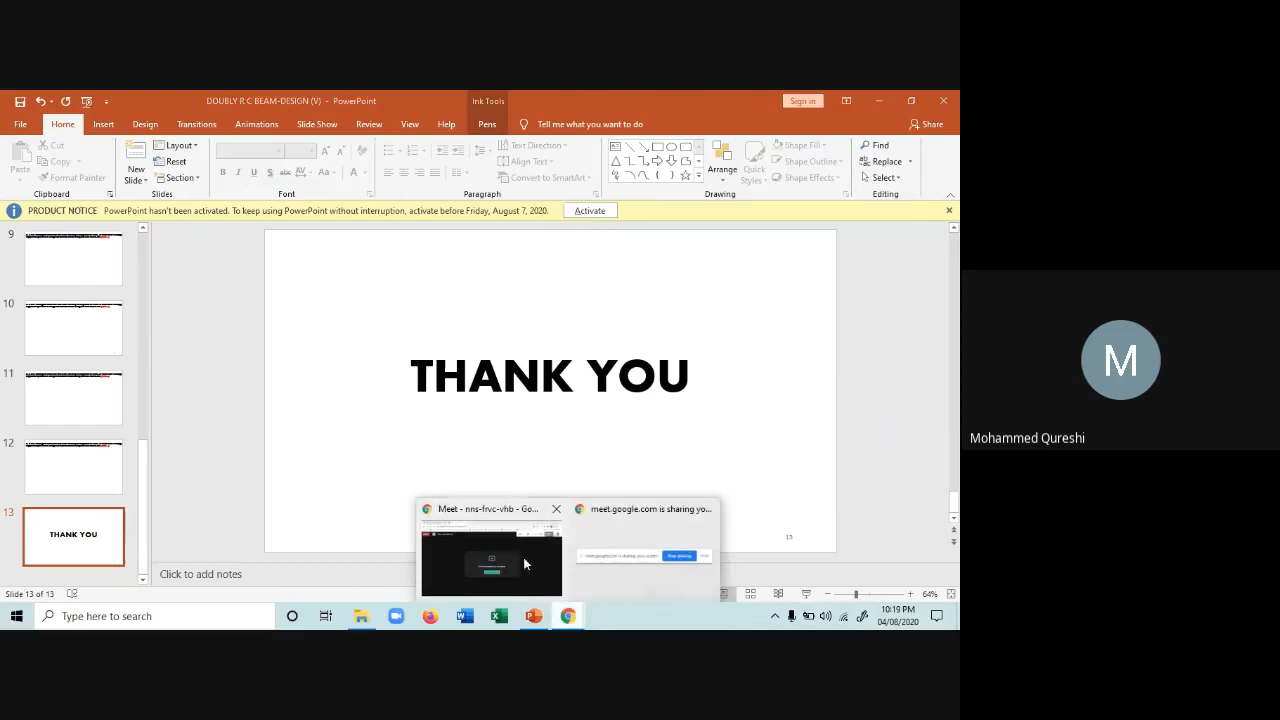 DOUBLY R C BEAM-DESIGN (V) - PowerPoint
Ink Tools
Sign in
File Home Insert Design Transitions Animations Slide Show Review View Help Pens Tell me what you want to do
Share
Paste
Cut
Copy
Format Painter
Clipboard
New
Slide
Layout
Reset
Section
Slides
B I U S abc AV Aa A
Font
Text Direction
Align Text
Convert to SmartArt
Paragraph
Arrange
Quick
Styles
Shape Fill
Shape Outline
Shape Effects
Drawing
Find
Replace
Select
Editing
PRODUCT NOTICE PowerPoint hasn't been activated. To keep using PowerPoint without interruption, activate before Friday, August 7, 2020.
Activate
9
10
11
12
13
THANK YOU
THANK YOU
13
Meet - nns-frvc-vhb - Go...
meet.google.com is sharing yo...
Click to add notes
Slide 13 of 13
64%
Type here to search
10:19 PM
04/08/2020
M
Mohammed Qureshi